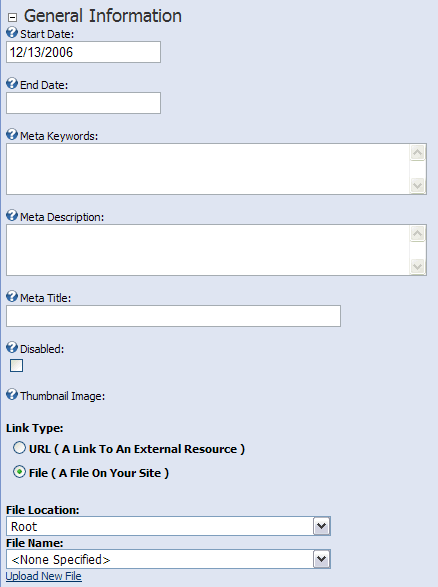 General Information
Start Date:
12/13/2006
End Date:
Meta Keywords:
Meta Description:
Meta Title:
Disabled:
Thumbnail Image:
Link Type:
URL ( A Link To An External Resource )
File ( A File On Your Site )
File Location:
Root
File Name:
<None Specified>
Upload New File